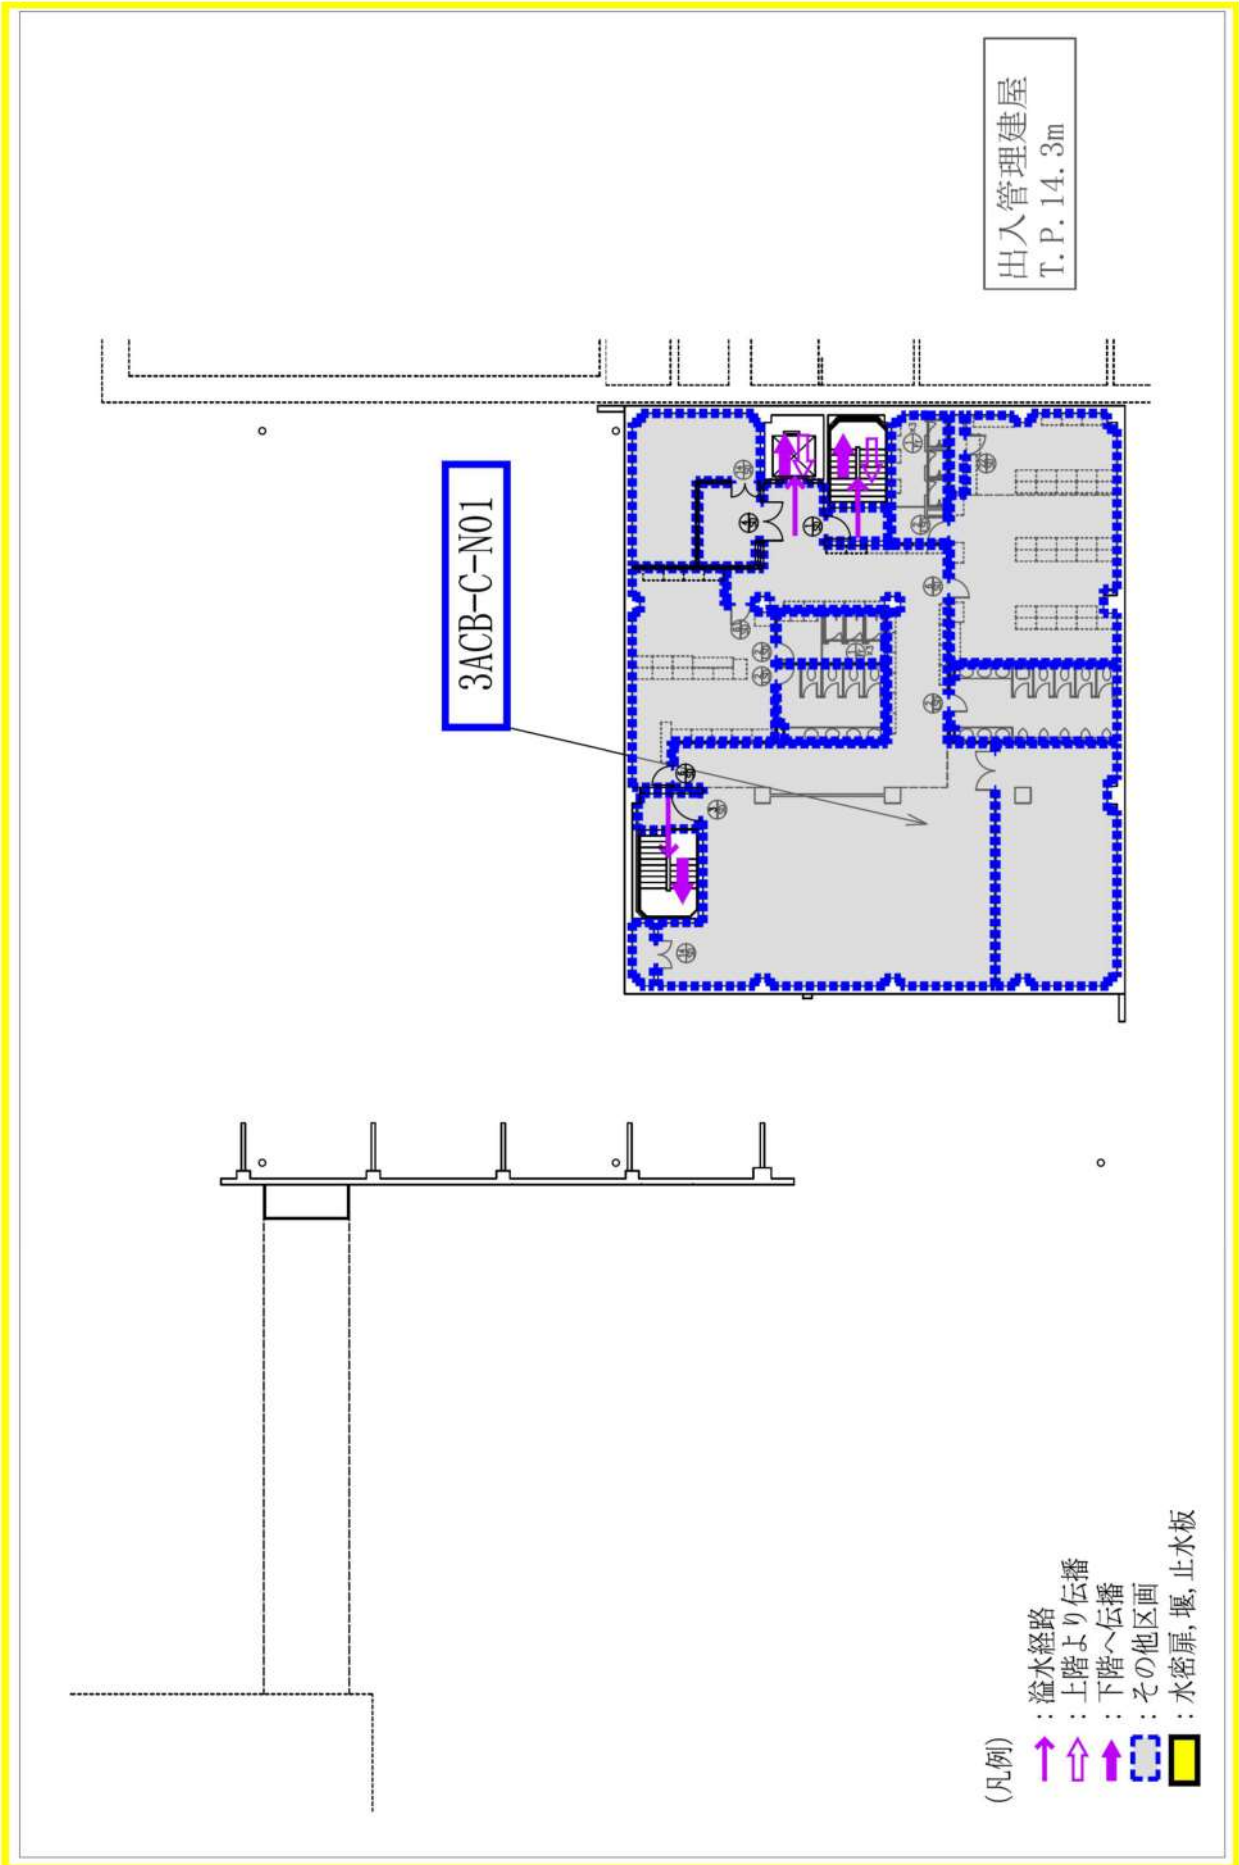 出入管理建屋
T.P.14.3m
3ACB-C-N01
(凡例)
：溢水経路
：上階より伝播
：下階へ伝播
：その他区画
：水密扉, 堰, 止水板